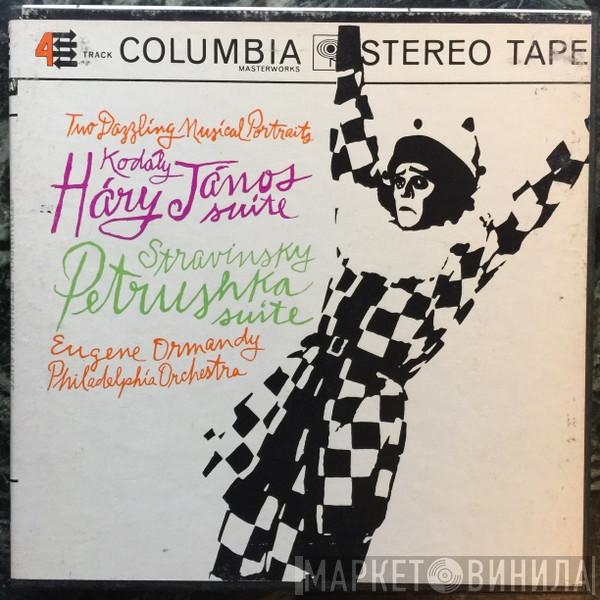 4 TRACK COLUMBIA STEREO TAPE
MASTERWORKS
Two Dazzling Musical Portraits
Kodály
Háry János
suite
Stravinsky
Petrushka
suite
Eugene Ormandy
Philadelphia Orchestra
МАРКЕТ ВИНИЛА